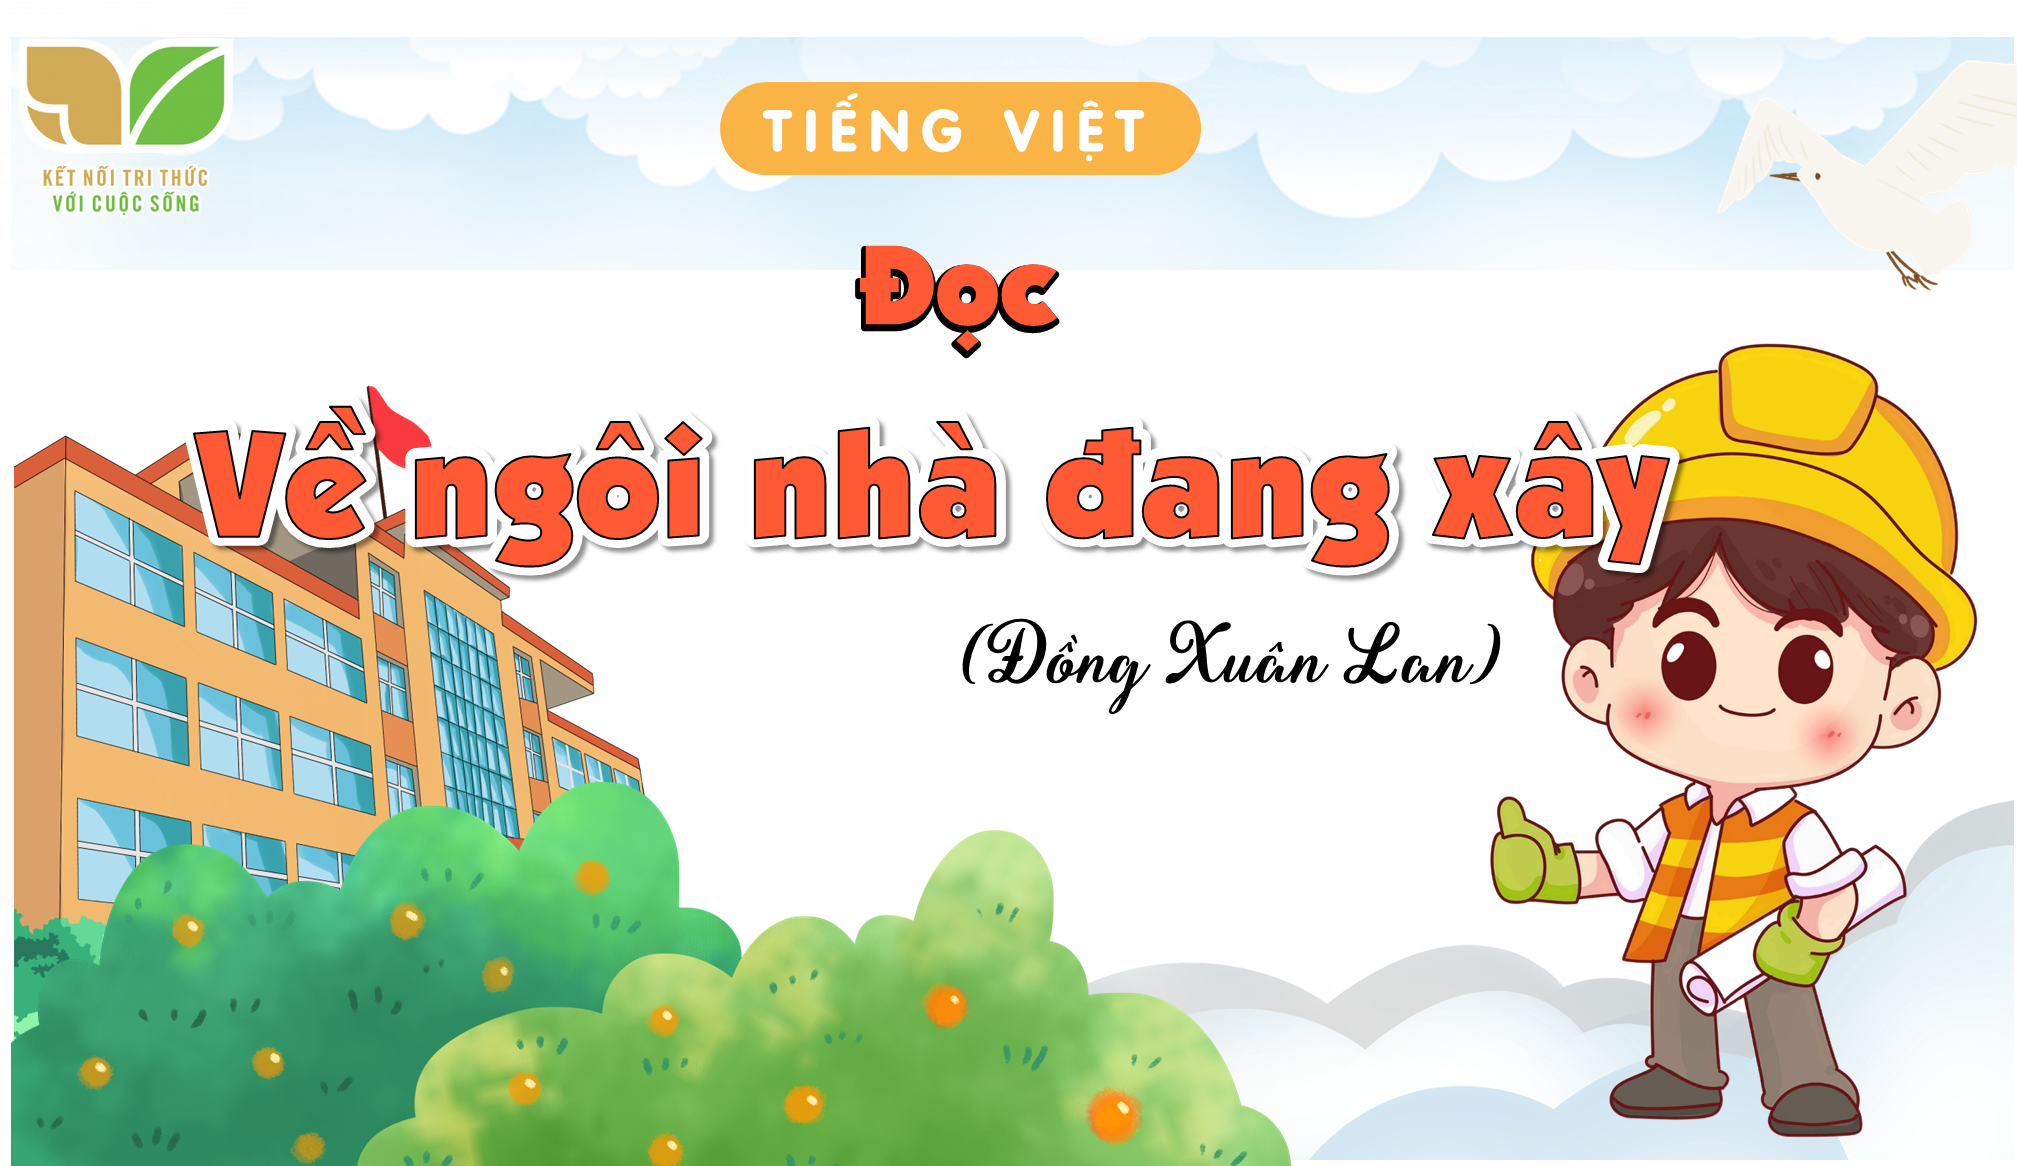 KẾT NỐI TRI THỨC
VỚI CUỘC SỐNG
TIẾNG VIỆT
Đọc
Về ngôi nhà đang xây
(Đồng Xuân Lan)